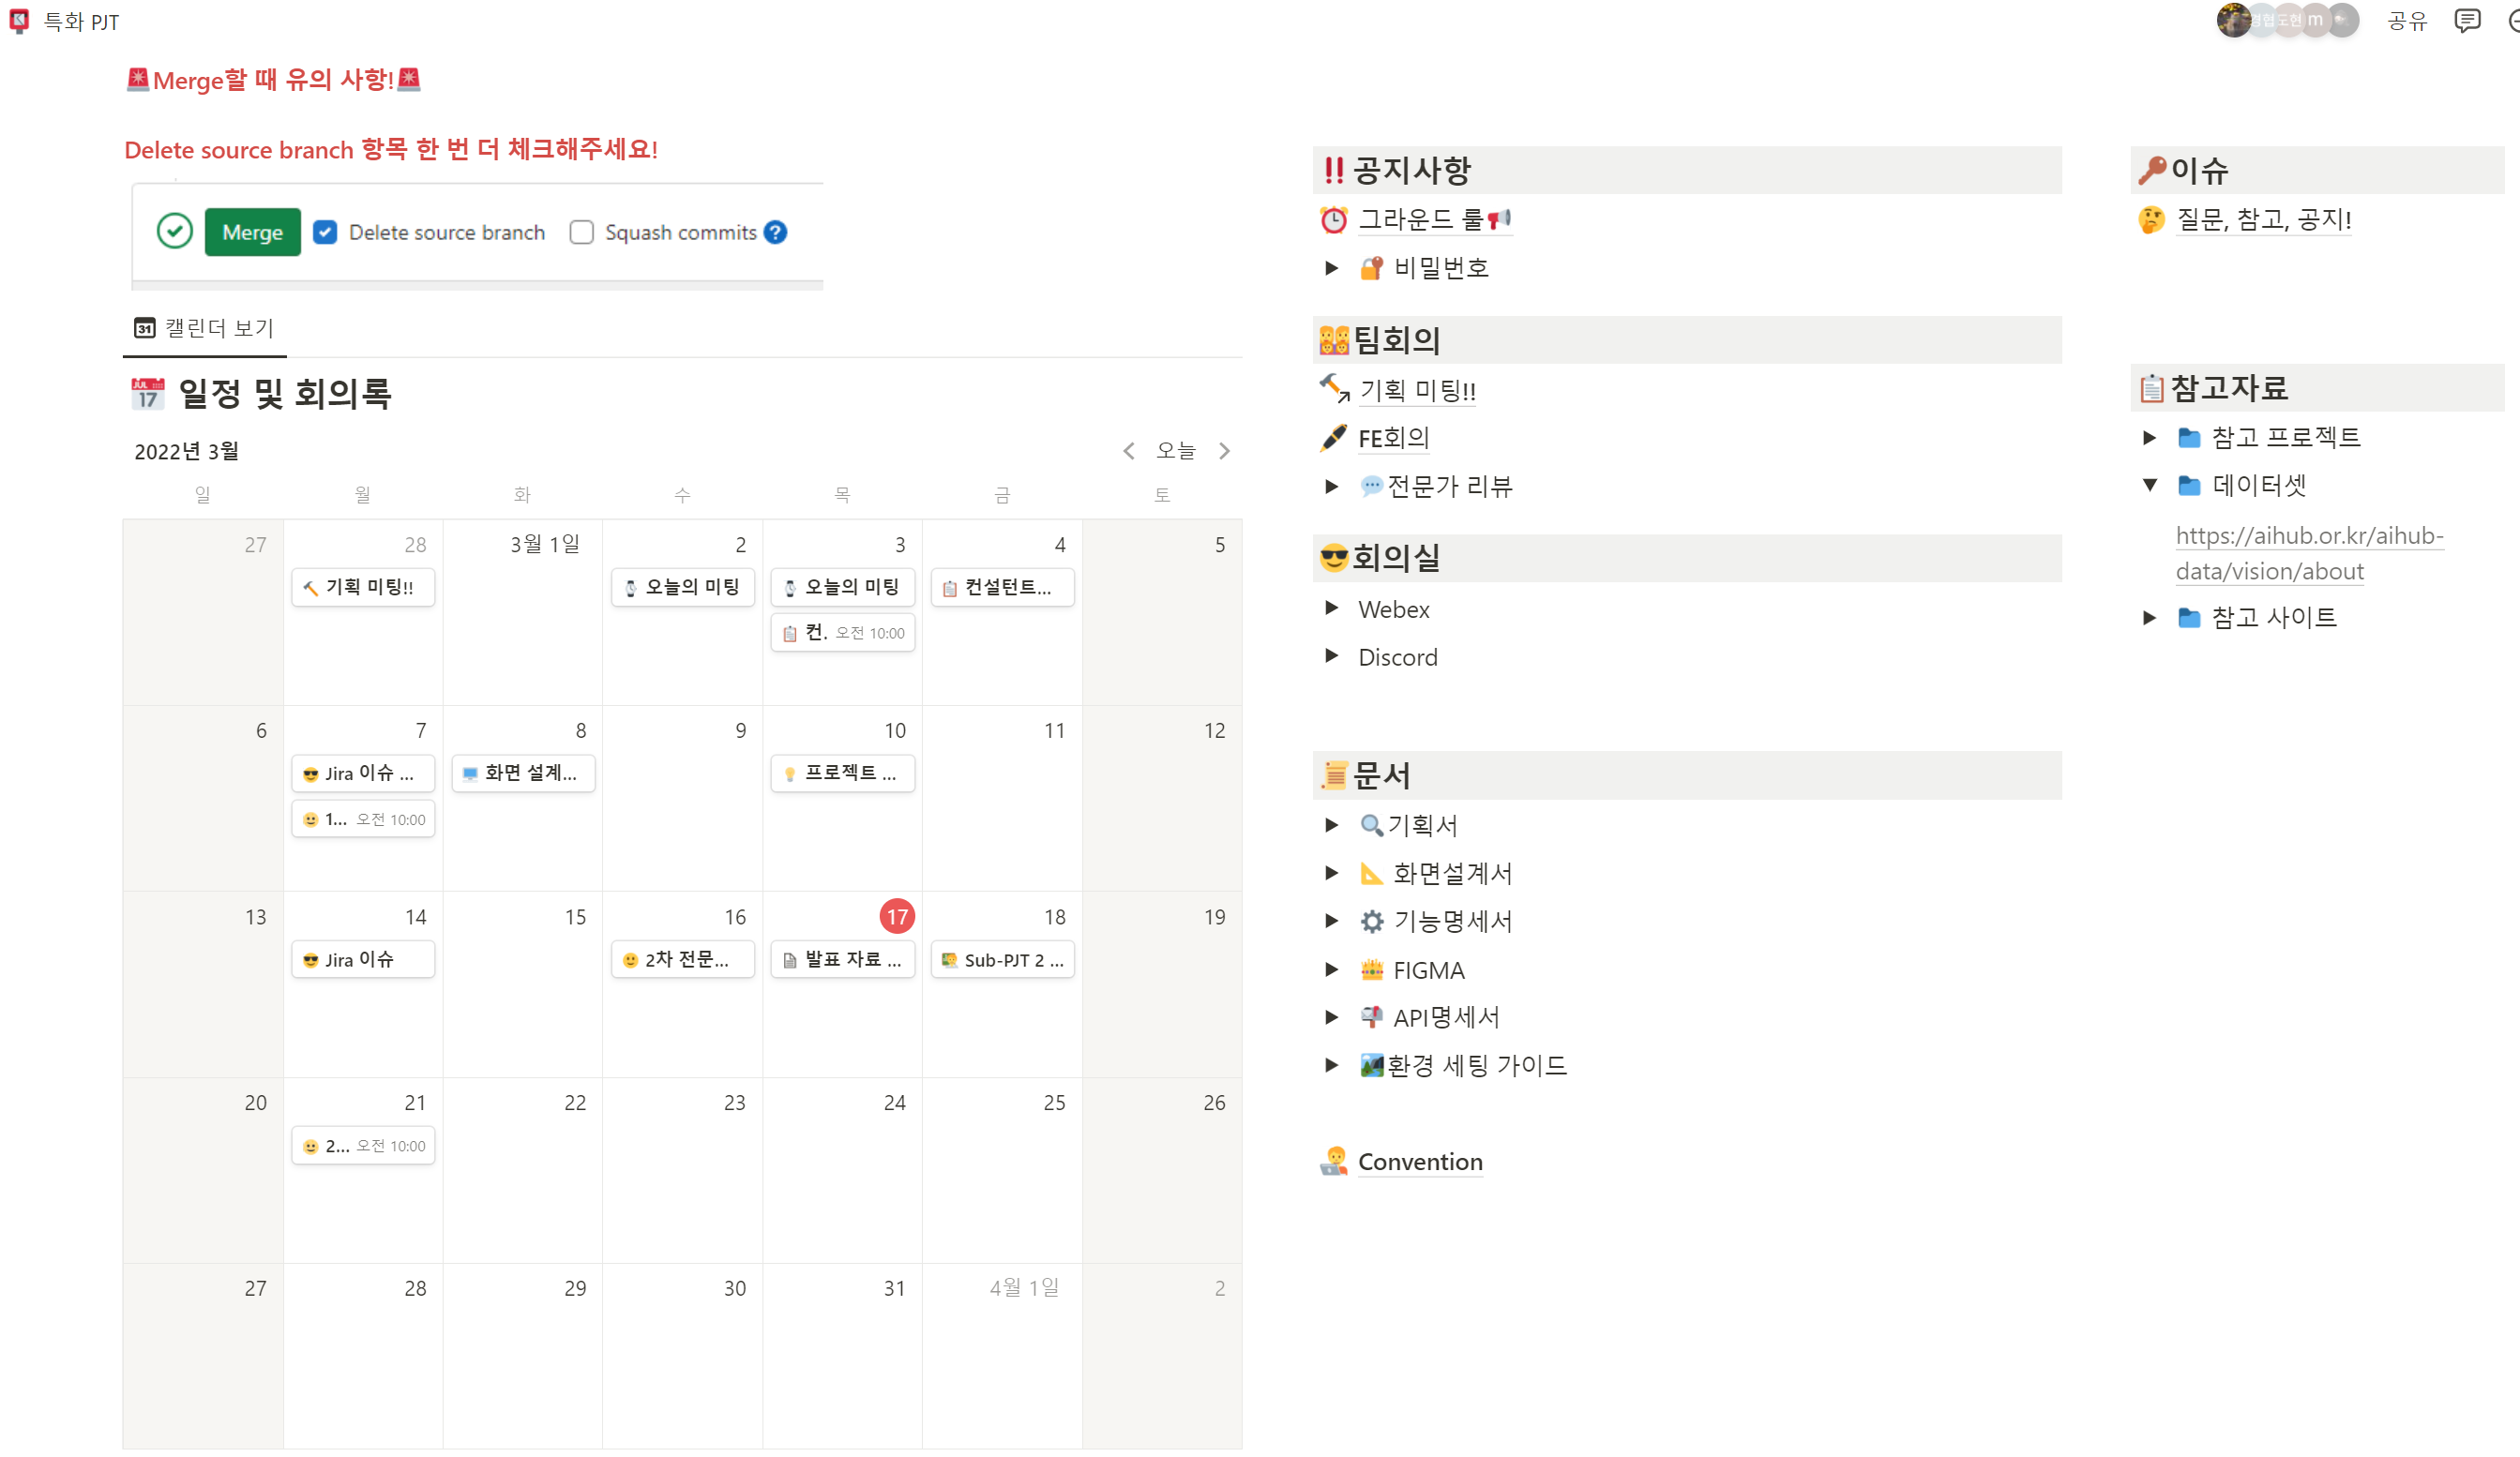 특화 PJT
공유
Merge할 때 유의 사항!
Delete source branch 항목 한 번 더 체크해주세요!
Merge Delete source branch Squash commits ?
31 캘린더 보기
JUL 17 일정 및 회의록
2022년 3월 오늘
일 월 화 수 목 금 토
27 28 3월 1일 2 3 4 5
기획 미팅!! 오늘의 미팅 오늘의 미팅 컨설턴트...
컨. 오전 10:00
6 7 8 9 10 11 12
Jira 이슈 ... 화면 설계... 프로젝트 ...
1... 오전 10:00
13 14 15 16 17 18 19
Jira 이슈 2차 전문... 발표 자료 ... Sub-PJT 2 ...
20 21 22 23 24 25 26
2... 오전 10:00
27 28 29 30 31 4월 1일 2
공지사항
그라운드 룰
비밀번호
팀회의
기획 미팅!!
FE회의
전문가 리뷰
회의실
Webex
Discord
문서
기획서
화면설계서
기능명세서
FIGMA
API명세서
환경 세팅 가이드
Convention
이슈
질문, 참고, 공지!
참고자료
참고 프로젝트
데이터셋
https://aihub.or.kr/aihub-
data/vision/about
참고 사이트